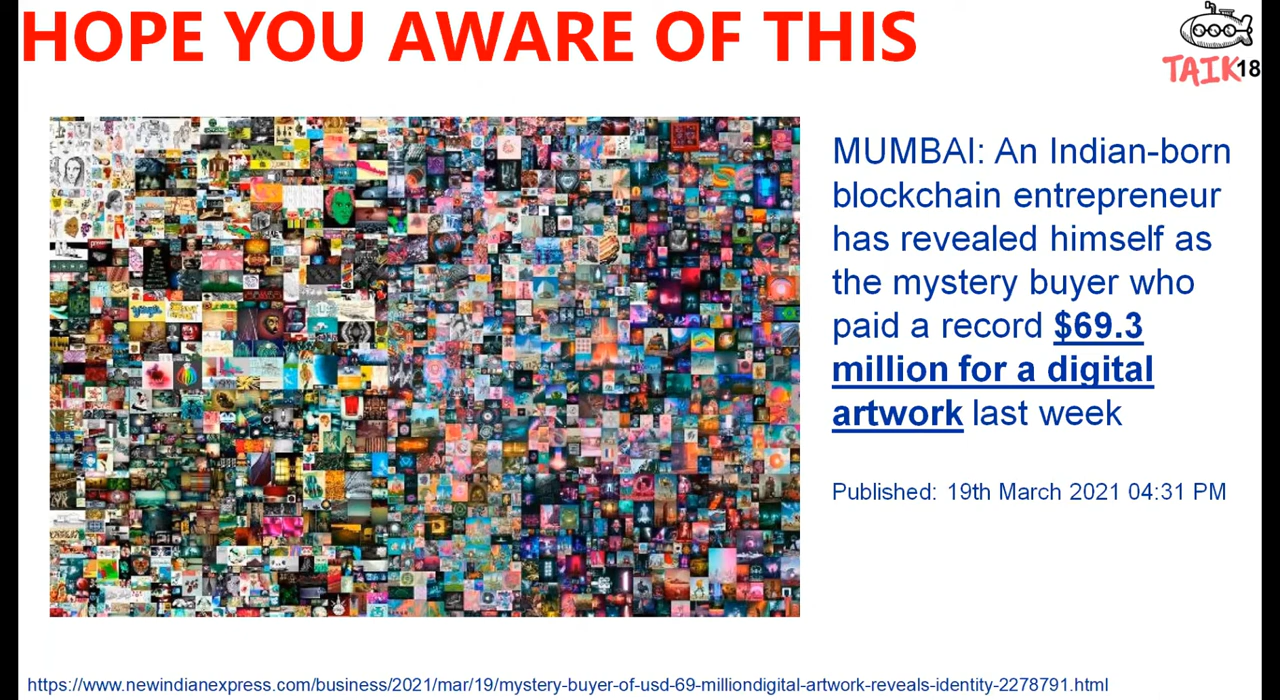 HOPE YOU AWARE OF THIS
TAIK18
MUMBAI: An Indian-born
blockchain entrepreneur
has revealed himself as
the mystery buyer who
paid a record $69.3
million for a digital
artwork last week
Published: 19th March 2021 04:31 PM
https://www.newindianexpress.com/business/2021/mar/19/mystery-buyer-of-usd-69-milliondigital-artwork-reveals-identity-2278791.html